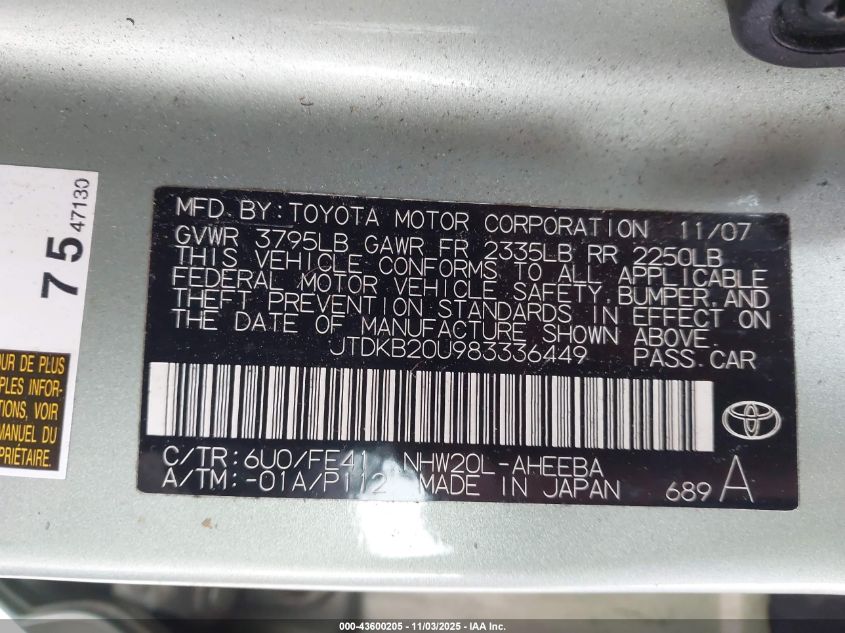 75
47130
OUR DE PLUS
PLES INFOR-
TIONS, VOIR
MANUEL DU
PRIÉTAIRE.
MFD. BY: TOYOTA MOTOR CORPORATION 11/07
GVWR 3795LB GAWR FR 2335LB RR 2250LB
THIS VEHICLE CONFORMS TO ALL APPLICABLE
FEDERAL MOTOR VEHICLE SAFETY, BUMPER, AND
THEFT PREVENTION STANDARDS IN EFFECT ON
THE DATE OF MANUFACTURE SHOWN ABOVE.
JTDKB20U983336449 PASS. CAR
C/TR: 6U0/FE41 NHW20L-AHEEBA
A/TM: -01A/P112 MADE IN JAPAN 689 A
000-43600205 - 11/03/2025 - IAA Inc.